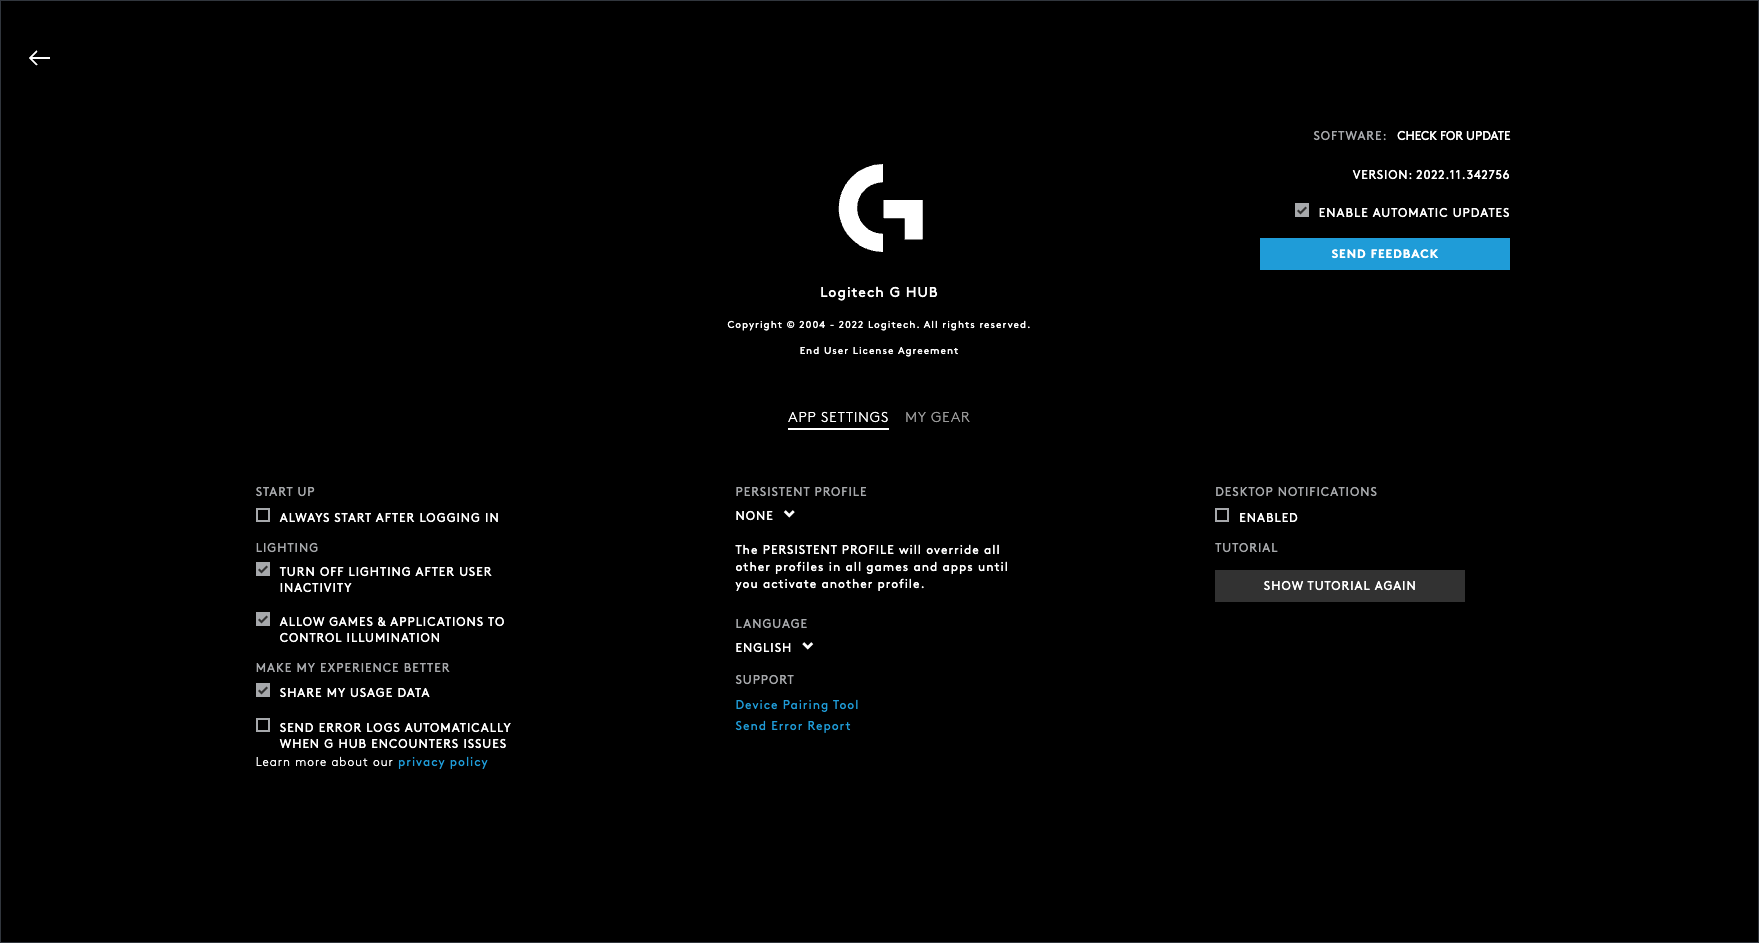 SOFTWARE: CHECK FOR UPDATE
VERSION: 2022.11.342756
ENABLE AUTOMATIC UPDATES
SEND FEEDBACK
Logitech G HUB
Copyright © 2004 - 2022 Logitech. All rights reserved.
End User License Agreement
APP SETTINGS MY GEAR
START UP
ALWAYS START AFTER LOGGING IN
LIGHTING
TURN OFF LIGHTING AFTER USER
INACTIVITY
ALLOW GAMES & APPLICATIONS TO
CONTROL ILLUMINATION
MAKE MY EXPERIENCE BETTER
SHARE MY USAGE DATA
SEND ERROR LOGS AUTOMATICALLY
WHEN G HUB ENCOUNTERS ISSUES
Learn more about our privacy policy
PERSISTENT PROFILE
NONE
The PERSISTENT PROFILE will override all
other profiles in all games and apps until
you activate another profile.
LANGUAGE
ENGLISH
SUPPORT
Device Pairing Tool
Send Error Report
DESKTOP NOTIFICATIONS
ENABLED
TUTORIAL
SHOW TUTORIAL AGAIN